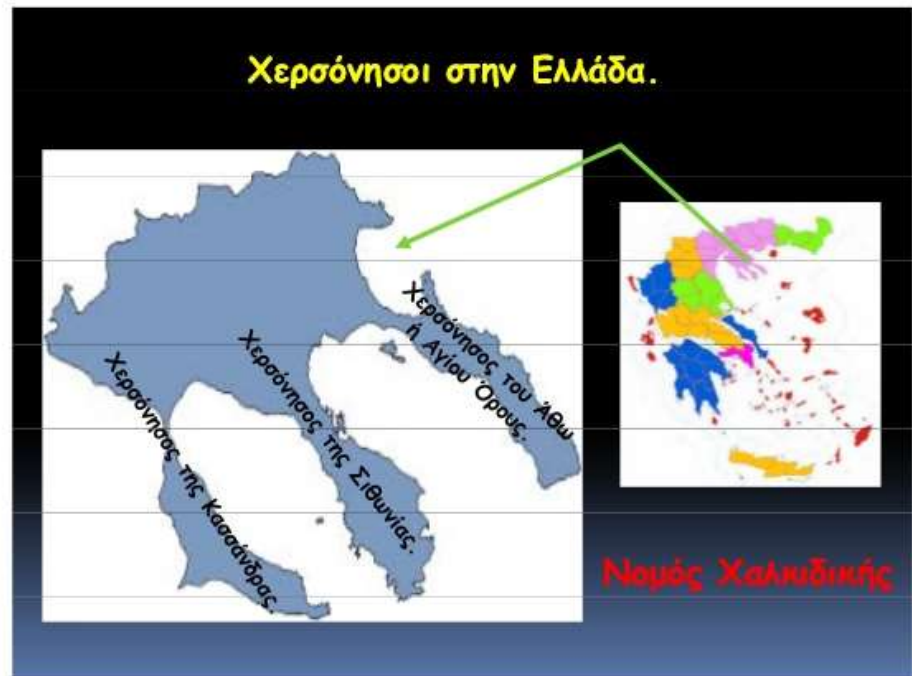 Χερσόνησοι στην Ελλάδα.
Χερσόνησος του Άθω
ή Αγίου Όρους.
Χερσόνησος της Σιθωνίας.
Χερσόνησος της Κασσάνδρας.
Νομός Χαλκιδικής